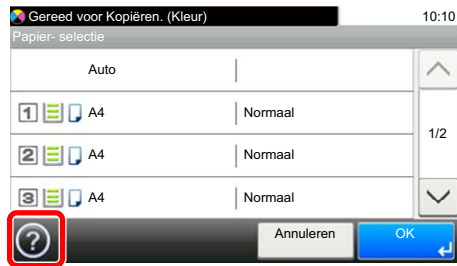 Gereed voor Kopiëren. (Kleur) 10:10
Papier- selectie
Auto
1 A4 Normaal
1/2
2 A4 Normaal
3 A4 Normaal
? Annuleren OK